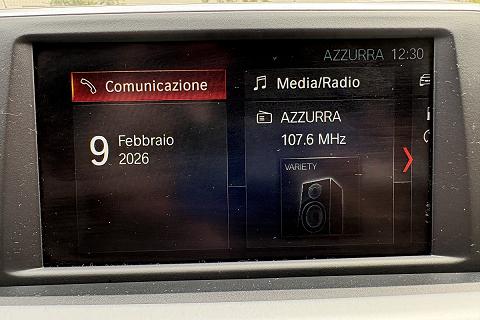 AZZURRA 12:30
Comunicazione
Media/Radio
9 Febbraio
2026
AZZURRA
107.6 MHz
VARIETY